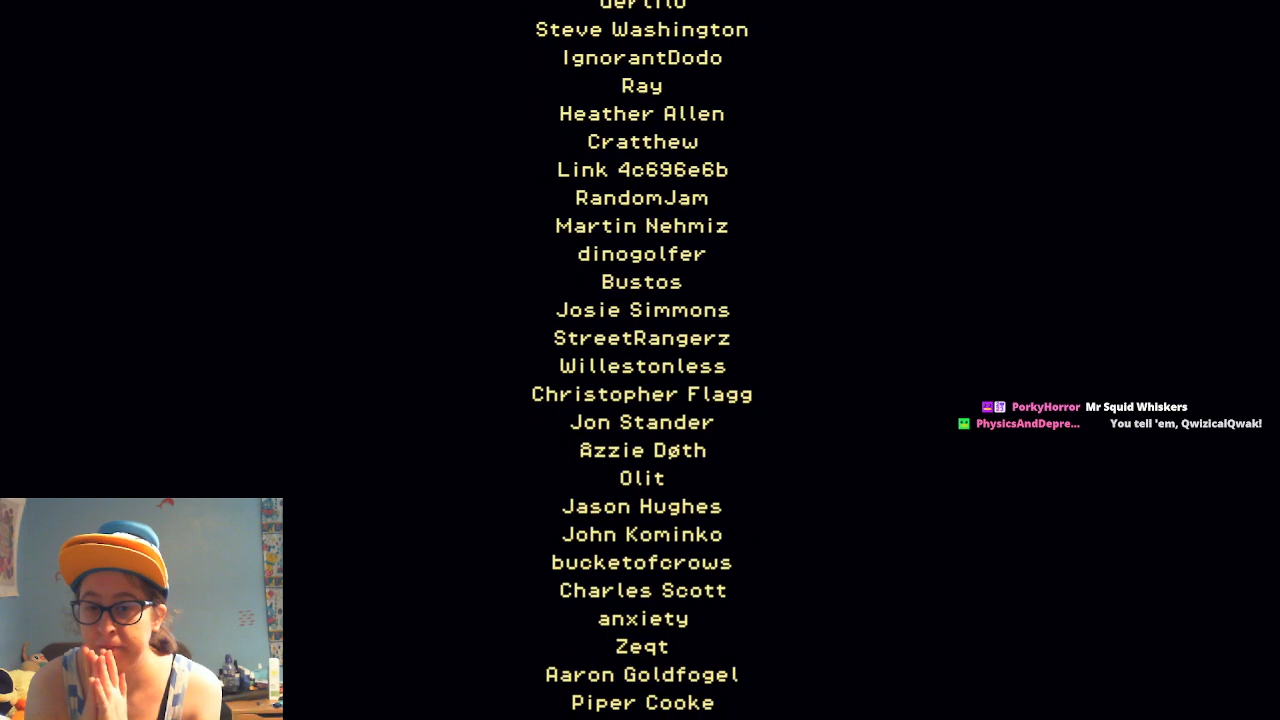 Steve Washington
IgnorantDodo
Ray
Heather Allen
Cratthew
Link 4c696e6b
RandomJam
Martin Nehmiz
dinogolfer
Bustos
Josie Simmons
StreetRangerz
Willestonless
Christopher Flagg
Jon Stander
Azzie Døth
Olit
Jason Hughes
John Kominko
bucketofcrows
Charles Scott
anxiety
Zeqt
Aaron Goldfogel
Piper Cooke
PorkyHorror Mr Squid Whiskers
PhysicsAndDepre... You tell 'em, QwizicalQwak!